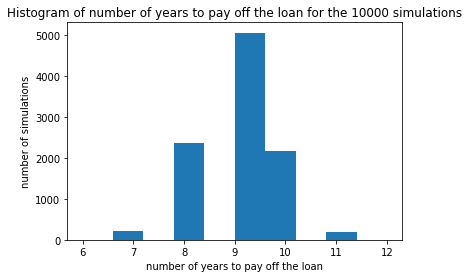 Histogram of number of years to pay off the loan for the 10000 simulations
number of simulations
5000
4000
3000
2000
1000
0
6 7 8 9 10 11 12
number of years to pay off the loan